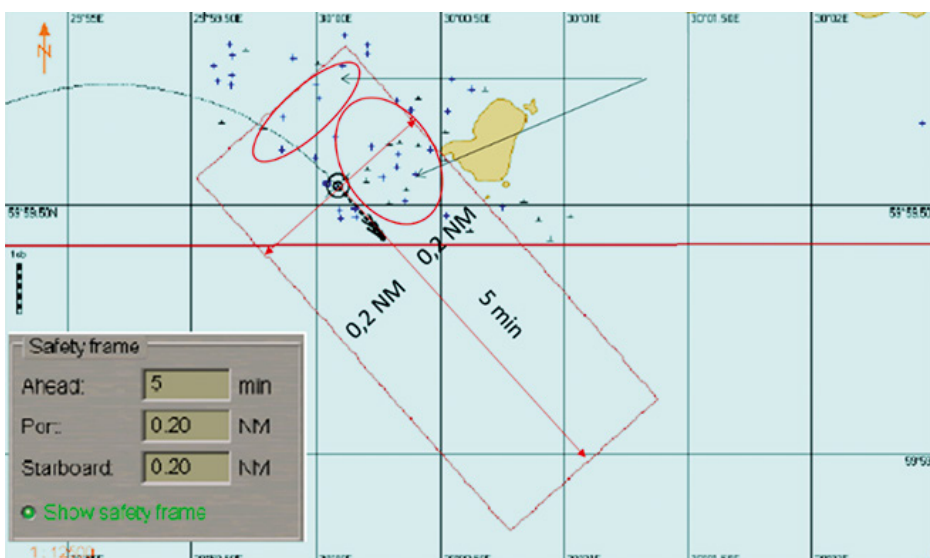 29°59E
29°59.50E
30°00E
30°00.50E
30°01E
30°01.50E
30°02E
N
59°59.50N
59°59.50
0,2 NM
0,2 NM
5 min
Safety frame
Ahead: 5 min
Port: 0.20 NM
Starboard: 0.20 NM
Show safety frame